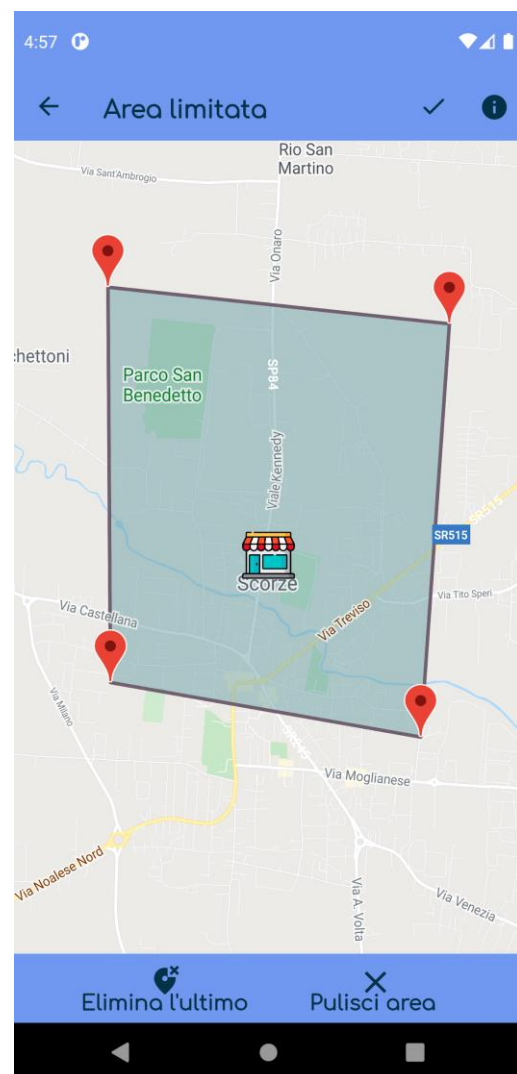 4:57
Area limitata
Rio San
Martino
Via Sant'Ambrogio
Via Onaro
chettoni
SP84
Parco San
Benedetto
Viale Kennedy
SR515
SR515
Scorzè
Via Tito Speri
Via Castellana
Via Treviso
Via Milano
SR245
Via Moglianese
Via Noalese Nord
Via A. Volta
Via Venezia
Elimina l'ultimo
Pulisci area